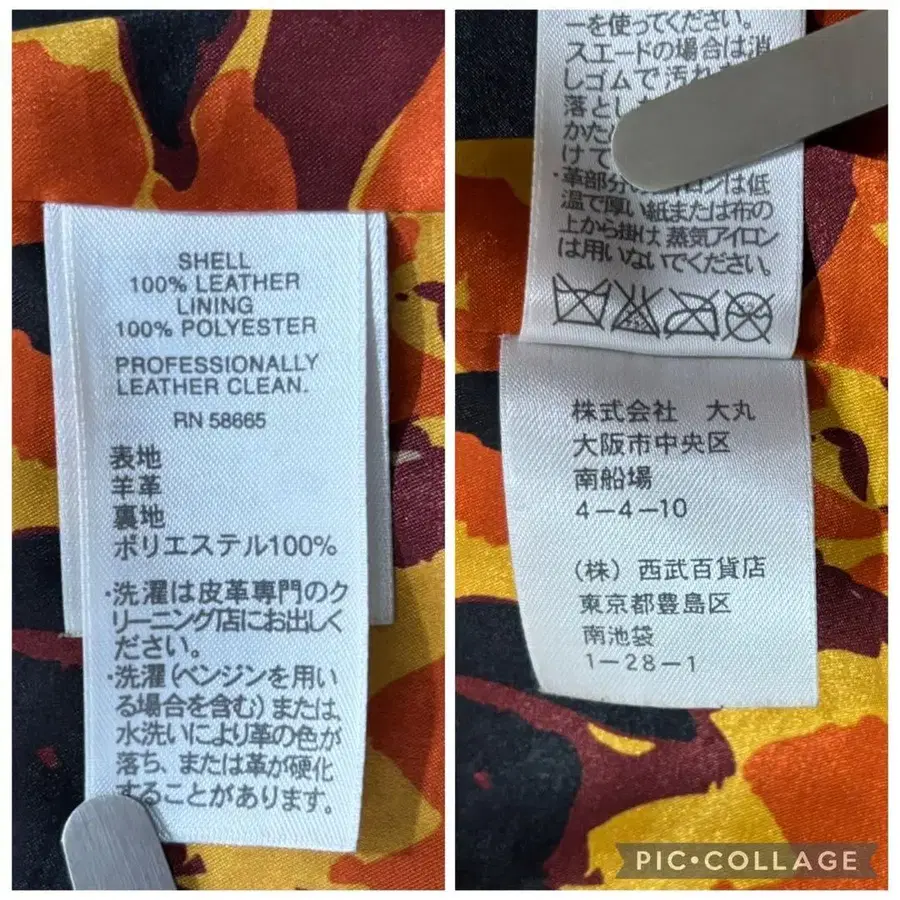 SHELL
100% LEATHER
LINING
100% POLYESTER
PROFESSIONALLY
LEATHER CLEAN.
RN 58665
表地
羊革
裏地
ポリエステル100%
・洗濯は皮革専門のク
リーニング店にお出しく
ださい。
・洗濯(ベンジンを用い
る場合を含む)または、
水洗いにより革の色が
落ち、または革が硬化
することがあります。
ーを使ってください。
スエードの場合は消
しゴムで汚れ
落とし
かた
けて
・革部分の イロンは低
温で厚い紙または布の
上から掛け、蒸気アイロン
は用いないでください。
株式会社 大丸
大阪市中央区
南船場
4-4-10
(株) 西武百貨店
東京都豊島区
南池袋
1-28-1
PIC•COLLAGE